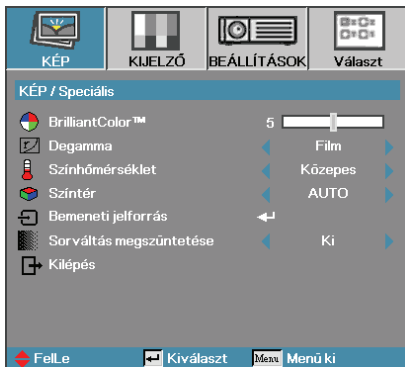 KÉP KIJELZŐ BEÁLLÍTÁSOK Választ
KÉP / Speciális
BrilliantColor™ 5
Degamma Film
Színhőmérséklet Közepes
Színtér AUTO
Bemeneti jelforrás
Sorváltás megszüntetése Ki
Kilépés
FelLe Kiválaszt Menu Menü ki